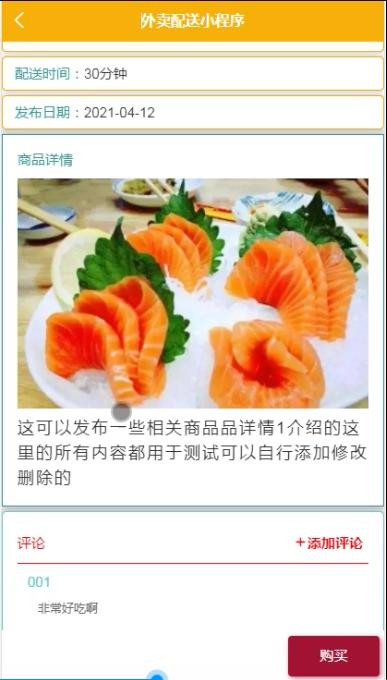 外卖配送小程序
配送时间：30分钟
发布日期：2021-04-12
商品详情
这可以发布一些相关商品品详情1介绍的这
里的所有内容都用于测试可以自行添加修改
删除的
评论
+添加评论
001
非常好吃啊
购买